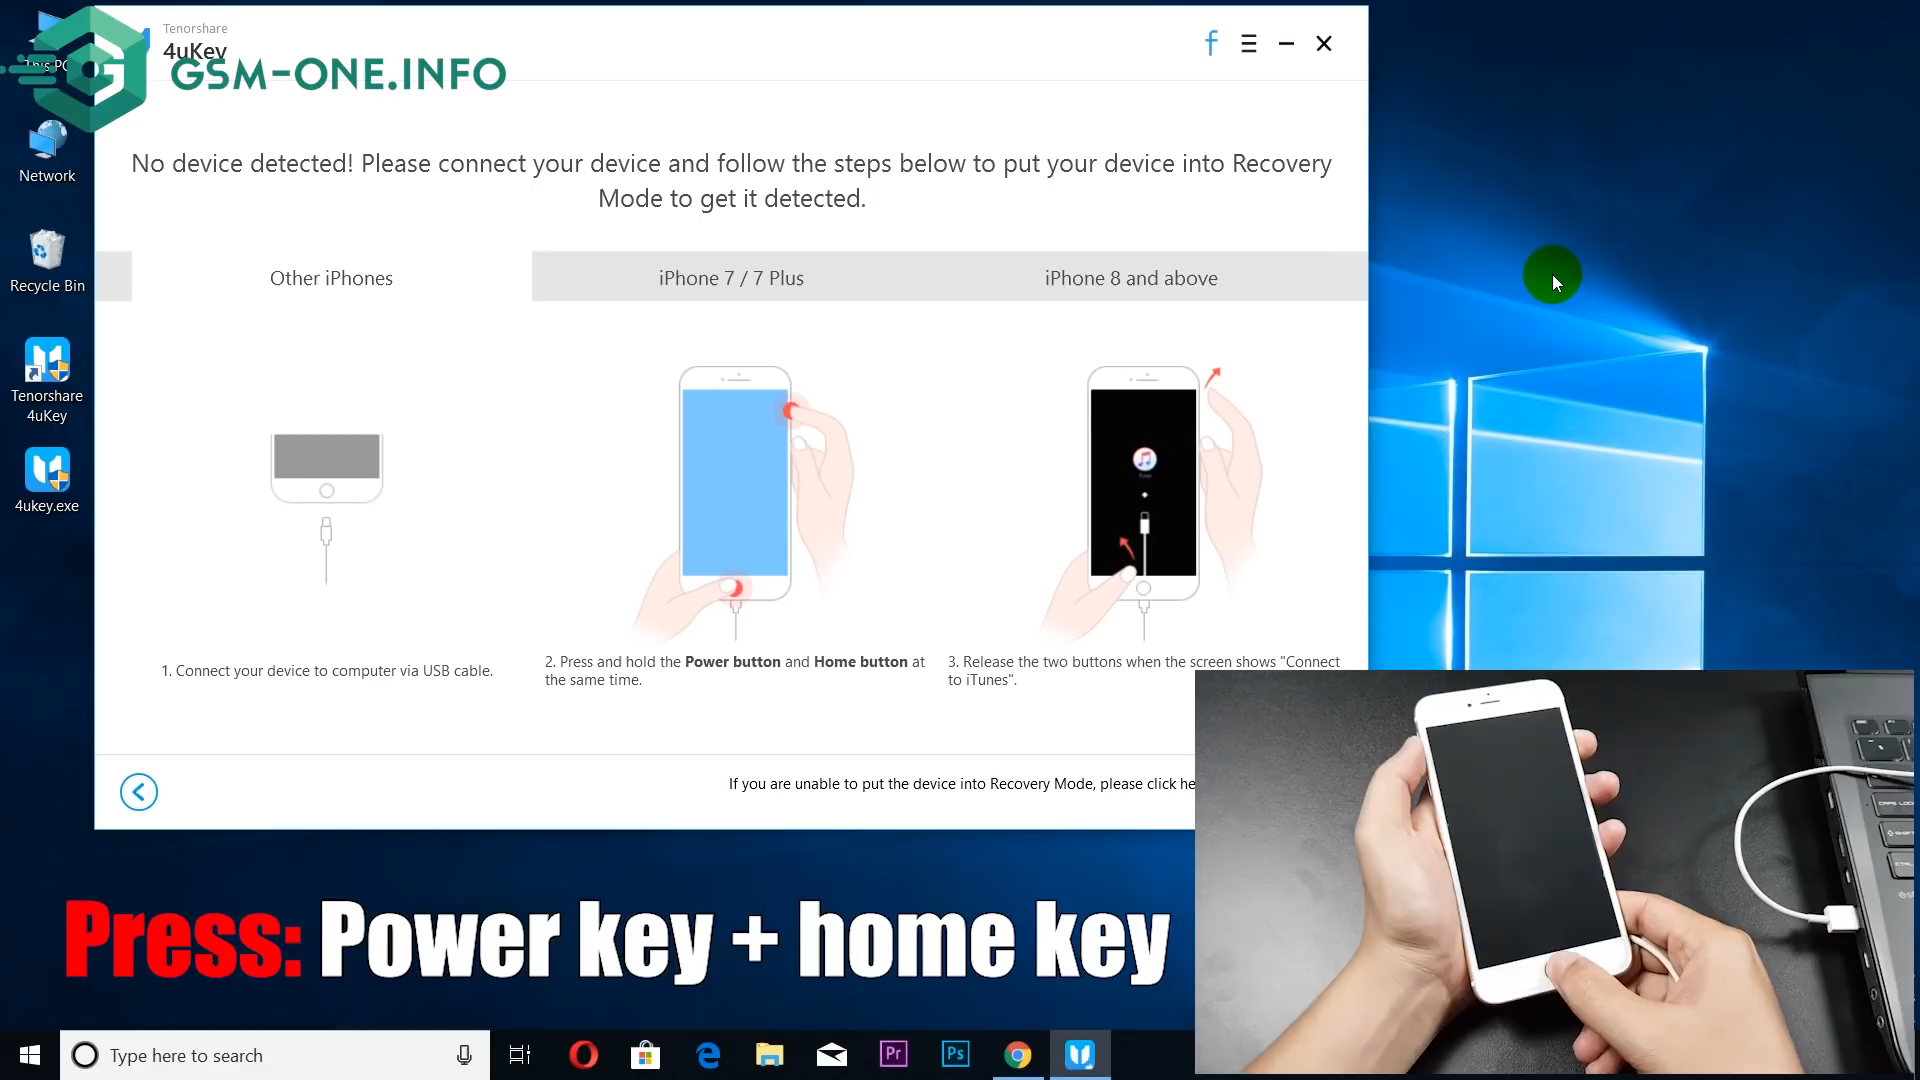 Tenorshare
4uKey
GSM-ONE.INFO
This PC
Network
Recycle Bin
Tenorshare
4uKey
4ukey.exe
No device detected! Please connect your device and follow the steps below to put your device into Recovery
Mode to get it detected.
Other iPhones
iPhone 7 / 7 Plus
iPhone 8 and above
1. Connect your device to computer via USB cable.
2. Press and hold the Power button and Home button at
the same time.
3. Release the two buttons when the screen shows "Connect
to iTunes".
If you are unable to put the device into Recovery Mode, please click he
Press: Power key + home key
Type here to search
Pr
Ps